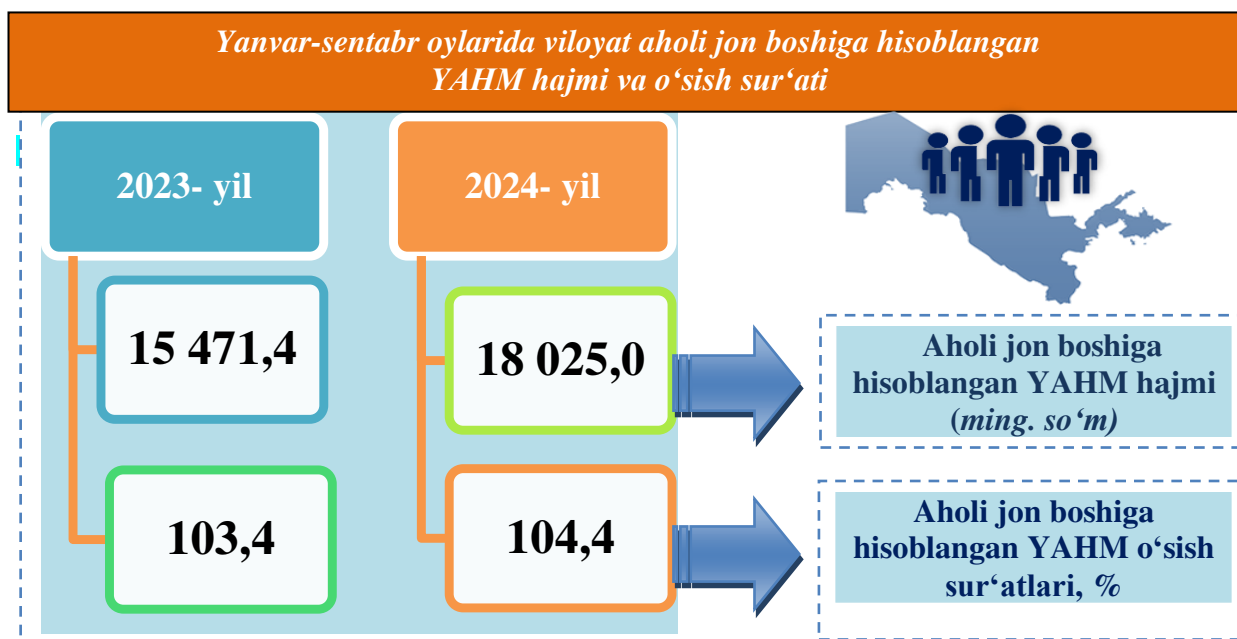 Yanvar-sentabr oylarida viloyat aholi jon boshiga hisoblangan
YAHM hajmi va o‘sish sur‘ati
2023- yil
2024- yil
15 471,4
18 025,0
Aholi jon boshiga
hisoblangan YAHM hajmi
(ming. so‘m)
103,4
104,4
Aholi jon boshiga
hisoblangan YAHM o‘sish
sur‘atlari, %